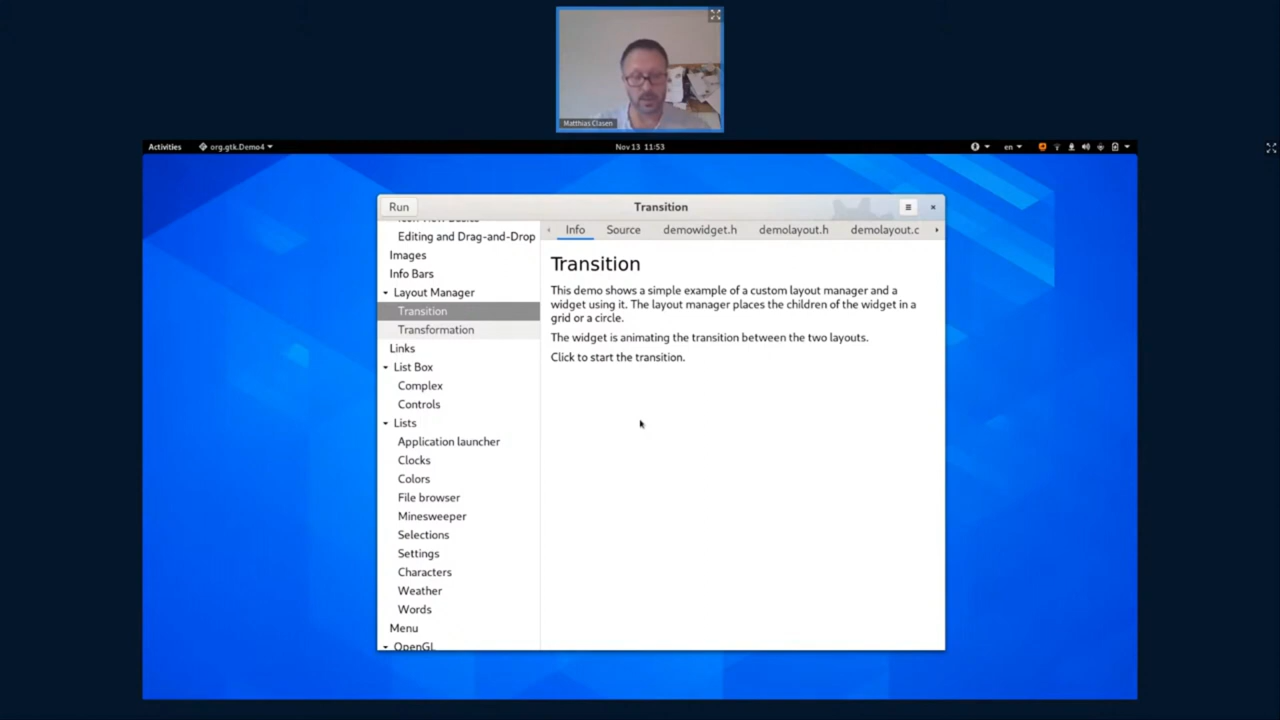 Matthias Clasen
Activities
org.gtk.Demo4
Nov 13 11:53
en
Run
Transition
Icon View Basics
Editing and Drag-and-Drop
Images
Info Bars
Layout Manager
Transition
Transformation
Links
List Box
Complex
Controls
Lists
Application launcher
Clocks
Colors
File browser
Minesweeper
Selections
Settings
Characters
Weather
Words
Menu
OpenGL
Info Source demowidget.h demolayout.h demolayout.c
Transition
This demo shows a simple example of a custom layout manager and a
widget using it. The layout manager places the children of the widget in a
grid or a circle.
The widget is animating the transition between the two layouts.
Click to start the transition.